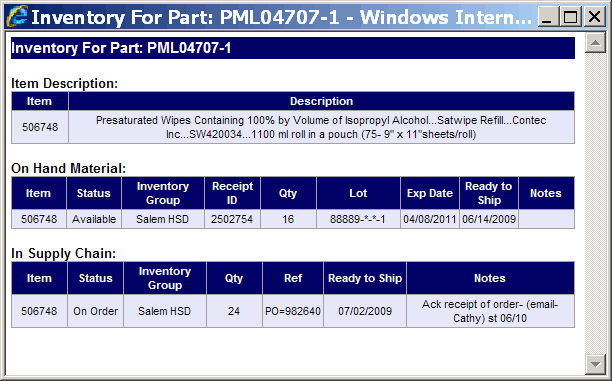 Inventory For Part: PML04707-1 - Windows Intern...
Inventory For Part: PML04707-1
Item Description:
Item Description
506748 Presaturated Wipes Containing 100% by Volume of Isopropyl Alcohol...Satwipe Refill...Contec
Inc...SW420034...1100 ml roll in a pouch (75- 9" x 11"sheets/roll)
On Hand Material:
Item Status Inventory Group Receipt ID Qty Lot Exp Date Ready to Ship Notes
506748 Available Salem HSD 2502754 16 88889-*-*-1 04/08/2011 06/14/2009
In Supply Chain:
Item Status Inventory Group Qty Ref Ready to Ship Notes
506748 On Order Salem HSD 24 PO=982640 07/02/2009 Ack receipt of order- (email-
Cathy) st 06/10